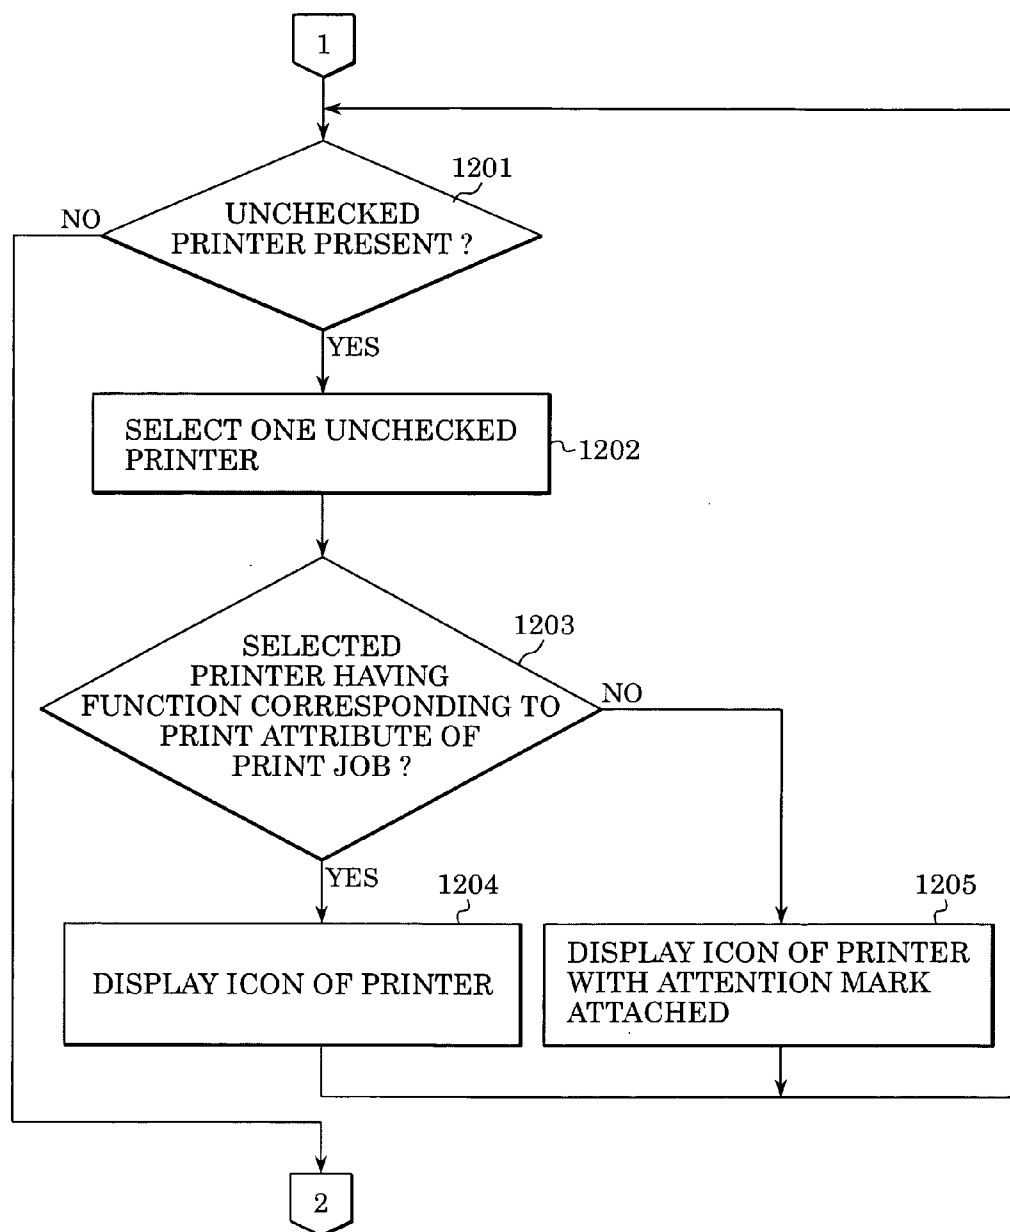 1
1201
NO
UNCHECKED
PRINTER PRESENT ?
YES
SELECT ONE UNCHECKED
PRINTER
1202
1203
SELECTED
PRINTER HAVING
FUNCTION CORRESPONDING TO
PRINT ATTRIBUTE OF
PRINT JOB ?
NO
YES
1204
DISPLAY ICON OF PRINTER
1205
DISPLAY ICON OF PRINTER
WITH ATTENTION MARK
ATTACHED
2